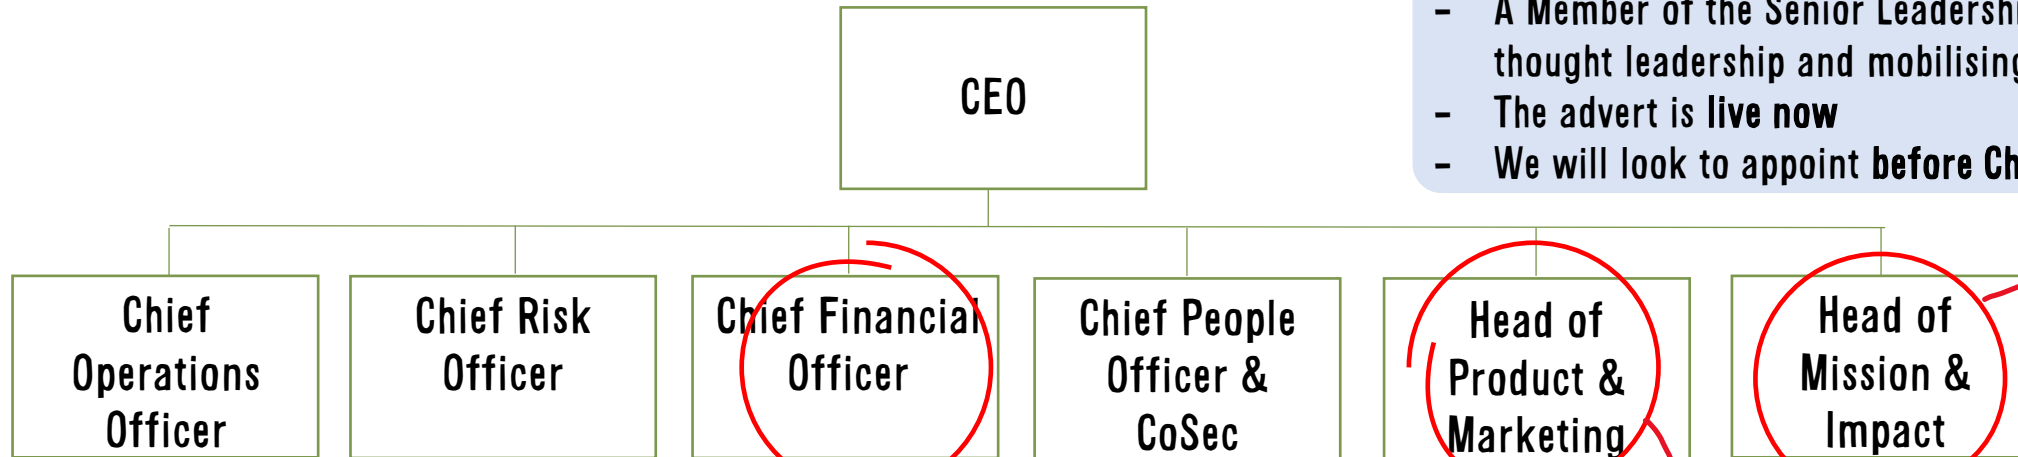 - A Member of the Senior
thought leadership and mobilising
- The advert is live now
- We will look to appoint before
CEO
Chief
Operations
Officer
Chief Risk
Officer
Chief Financial
Officer
Chief People
Officer &
CoSec
Head of
Product &
Marketing
Head of
Mission &
Impact